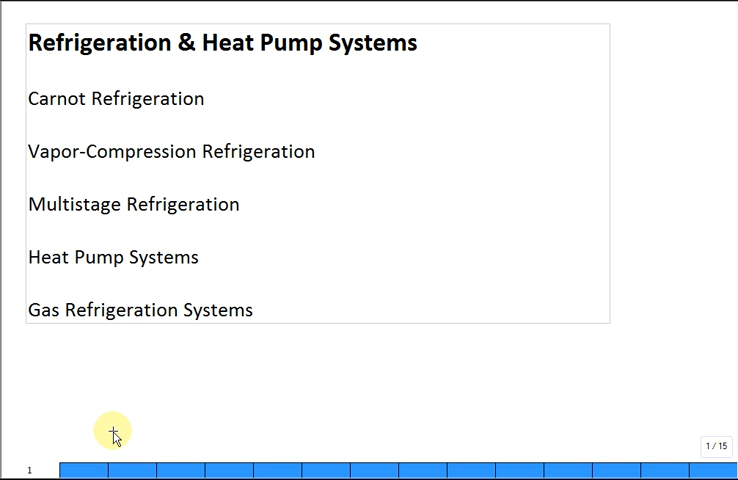 Refrigeration & Heat Pump Systems
Carnot Refrigeration
Vapor-Compression Refrigeration
Multistage Refrigeration
Heat Pump Systems
Gas Refrigeration Systems
1 / 15
1